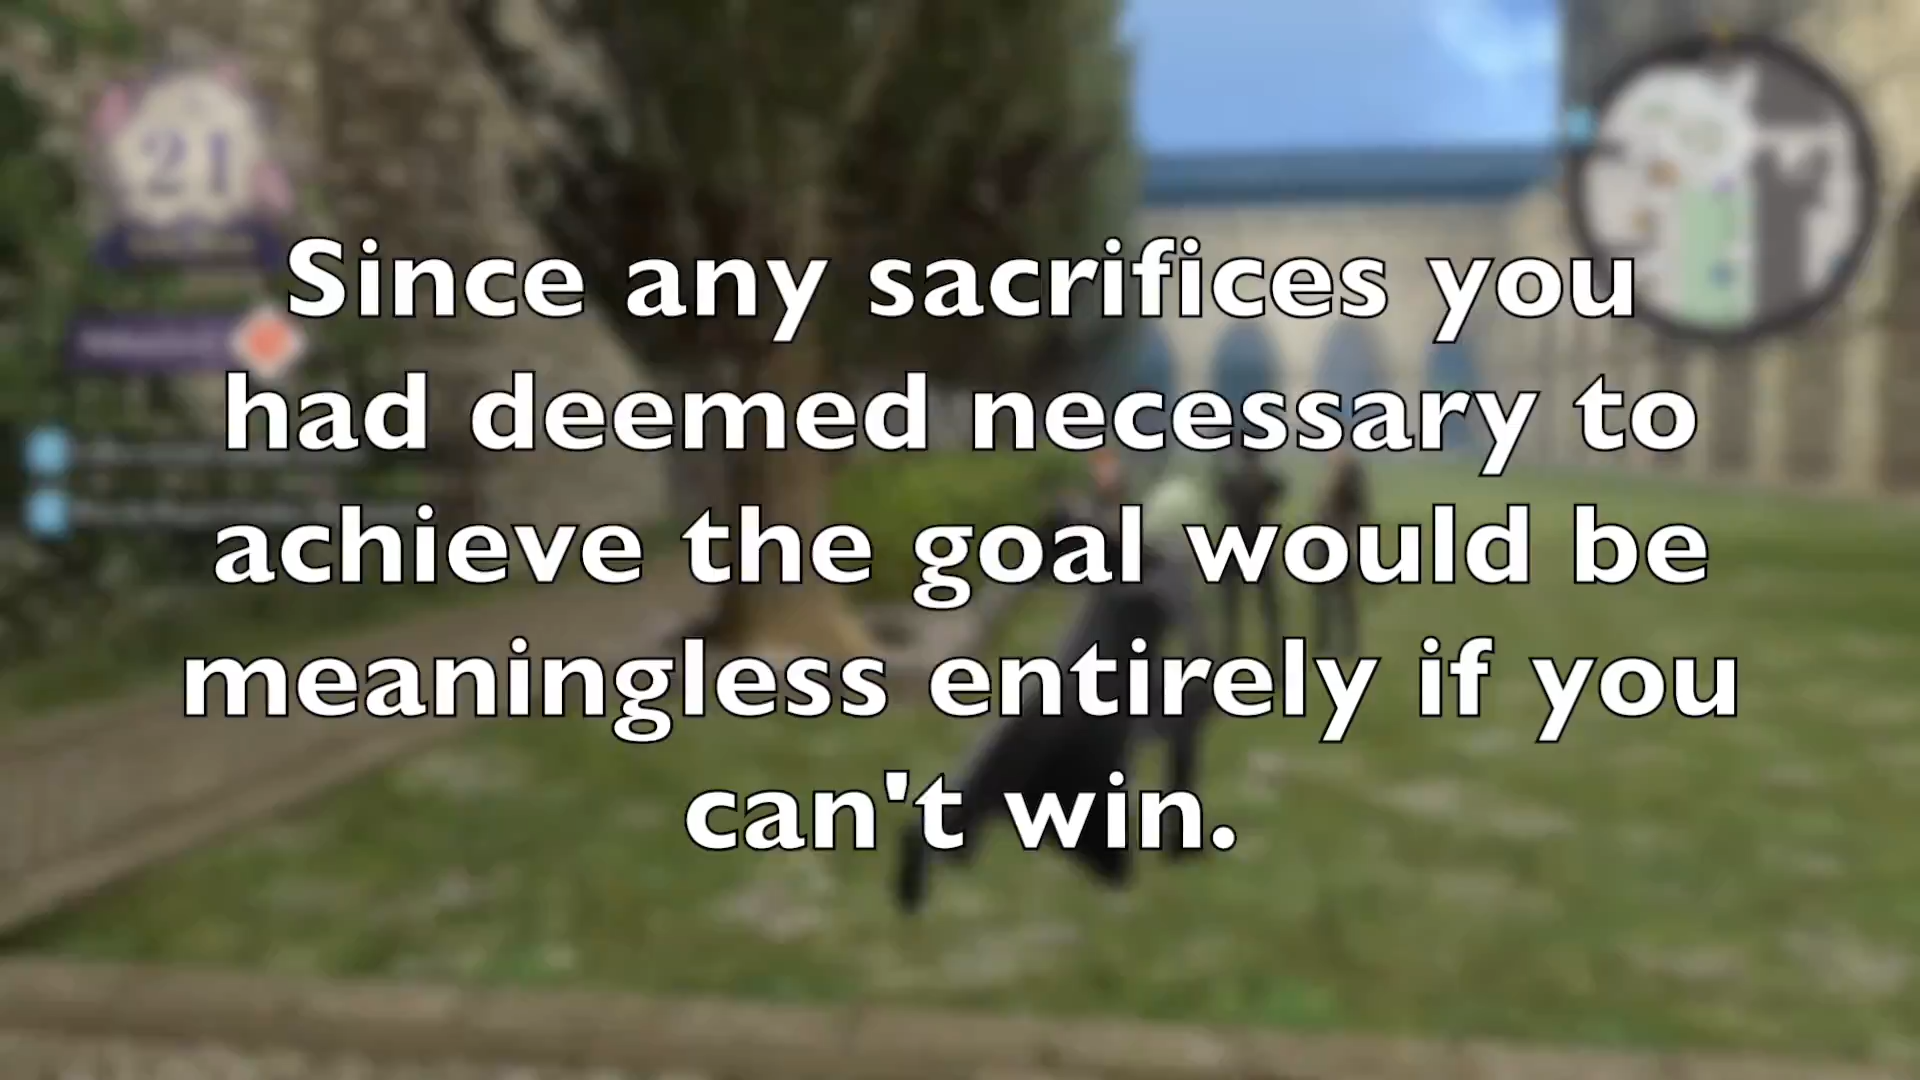 21
Since any sacrifices you
had deemed necessary to
achieve the goal would be
meaningless entirely if you
can't win.